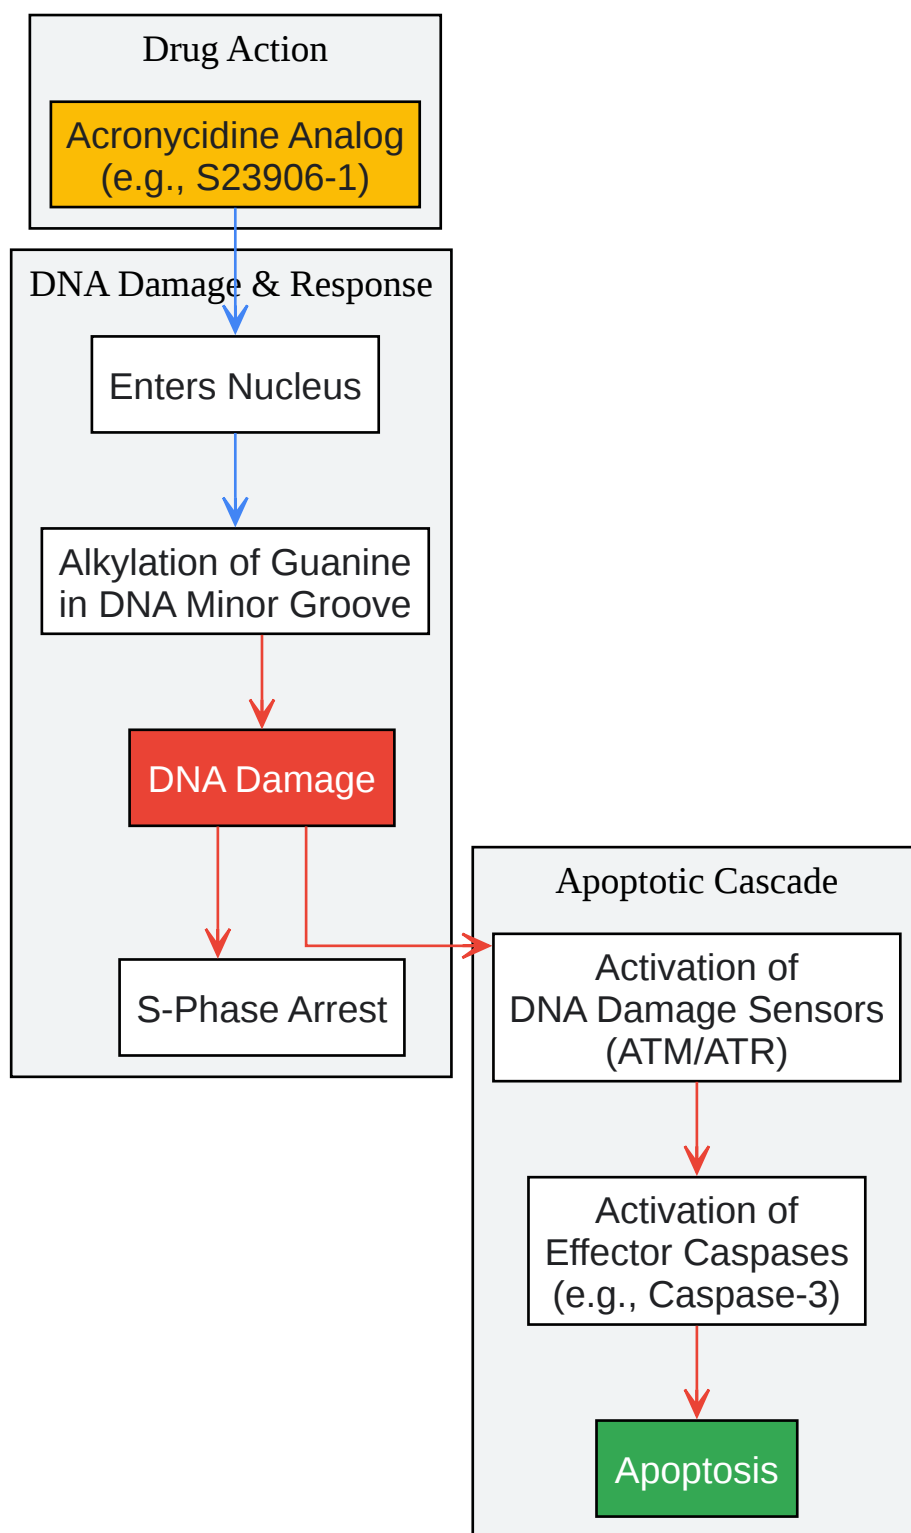 Drug Action
Acronycidine Analog
(e.g., S23906-1)
DNA Damage & Response
Enters Nucleus
Alkylation of Guanine
in DNA Minor Groove
DNA Damage
S-Phase Arrest
Apoptotic Cascade
Activation of
DNA Damage Sensors
(ATM/ATR)
Activation of
Effector Caspases
(e.g., Caspase-3)
Apoptosis